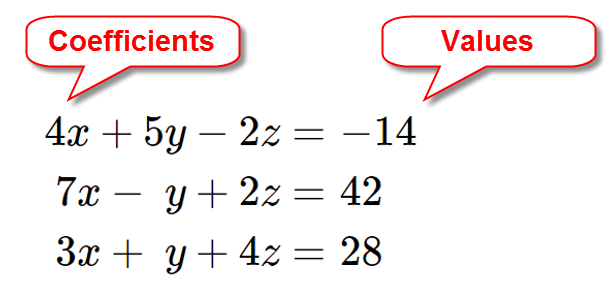 Coefficients Values
4x + 5y − 2z = −14
7x − y + 2z = 42
3x + y + 4z = 28